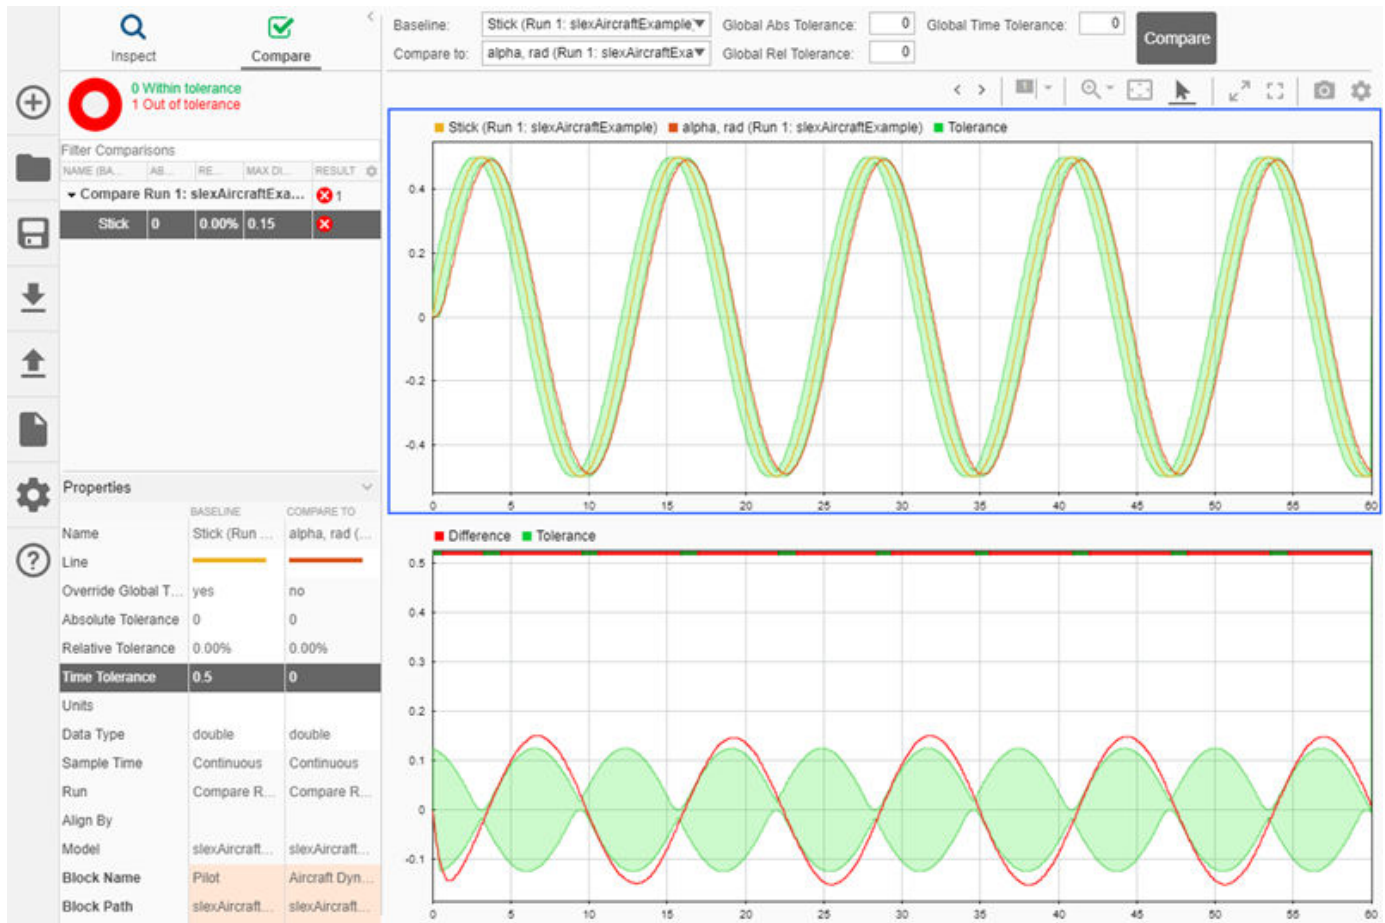 Inspect
Compare
0 Within tolerance
1 Out of tolerance
Filter Comparisons
NAME (BA... AB... RE... MAX DI... RESULT
Compare Run 1: slexAircraftExa... 1
Stick 0 0.00% 0.15
Properties
BASELINE COMPARE TO
Name Stick (Run ... alpha, rad (...
Line
Override Global T... yes no
Absolute Tolerance 0 0
Relative Tolerance 0.00% 0.00%
Time Tolerance 0.5 0
Units
Data Type double double
Sample Time Continuous Continuous
Run Compare R... Compare R...
Align By
Model slexAircraft... slexAircraft...
Block Name Pilot Aircraft Dyn...
Block Path slexAircraft... slexAircraft...
Baseline: Stick (Run 1: slexAircraftExample) Global Abs Tolerance: 0 Global Time Tolerance: 0
Compare to: alpha, rad (Run 1: slexAircraftExa Global Rel Tolerance: 0
Compare
Stick (Run 1: slexAircraftExample) alpha, rad (Run 1: slexAircraftExample) Tolerance
0.4
0.2
0
-0.2
-0.4
0 5 10 15 20 25 30 35 40 45 50 55 60
Difference Tolerance
0.5
0.4
0.3
0.2
0.1
0
-0.1
0 5 10 15 20 25 30 35 40 45 50 55 60